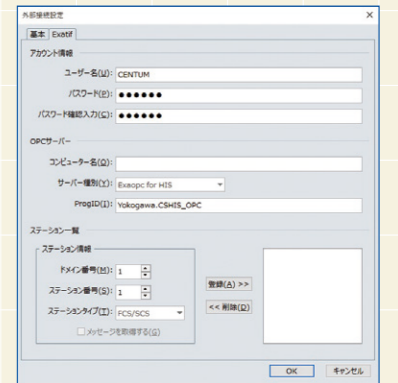 外部接続設定
基本 Exatif
アカウント情報
ユーザー名(U): CENTUM
パスワード(P): ●●●●●●
パスワード確認入力(C): ●●●●●●
OPCサーバー
コンピューター名(O):
サーバー種別(Y): Exaopc for HIS
ProgID(I): Yokogawa.CSHIS_OPC
ステーション一覧
ステーション情報
ドメイン番号(M): 1
ステーション番号(S): 1
ステーションタイプ(T): FCS/SCS
メッセージを取得する(G)
登録(A) >>
<< 削除(D)
OK キャンセル